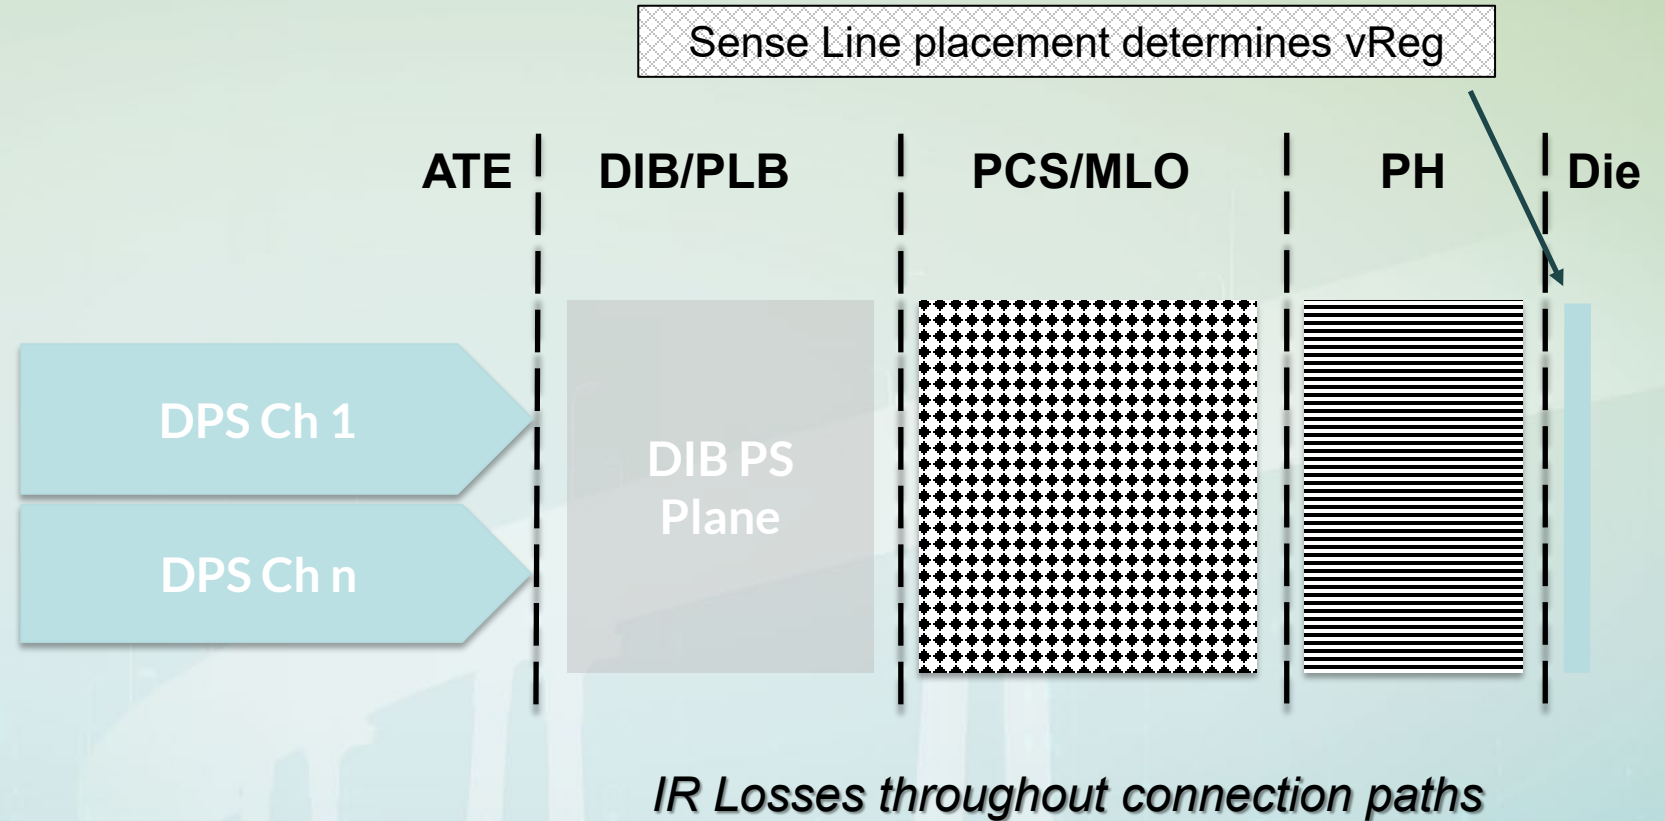 Sense Line placement determines vReg
ATE
DIB/PLB
PCS/MLO
PH
Die
DPS Ch 1
DIB PS
Plane
DPS Ch n
IR Losses throughout connection paths